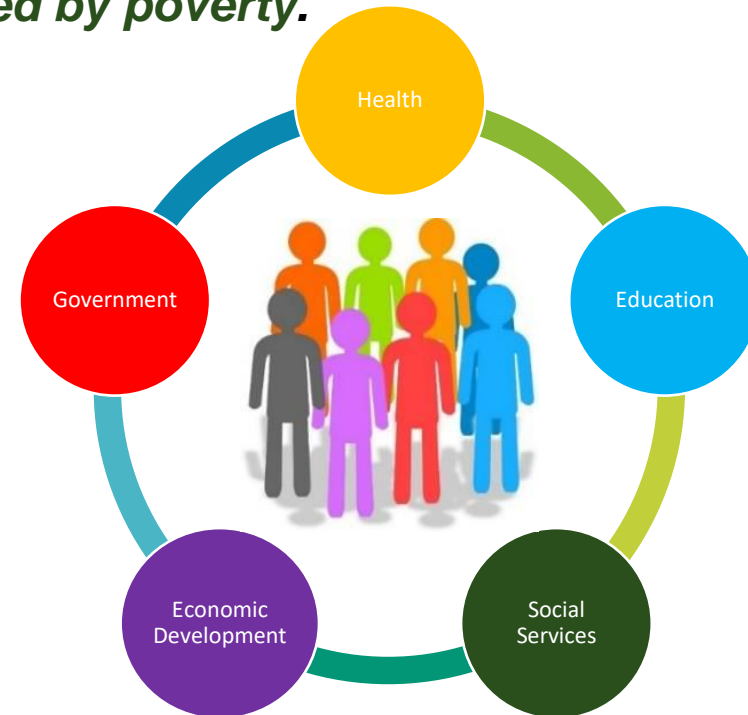 ed by poverty.
Health
Education
Social
Services
Economic
Development
Government